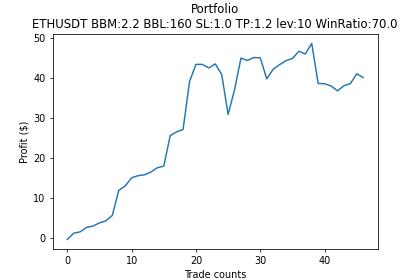 Portfolio
ETHUSDT BBM:2.2 BBL:160 SL:1.0 TP:1.2 lev:10 WinRatio:70.0
50
40
30
20
10
0
Profit ($)
0 10 20 30 40
Trade counts